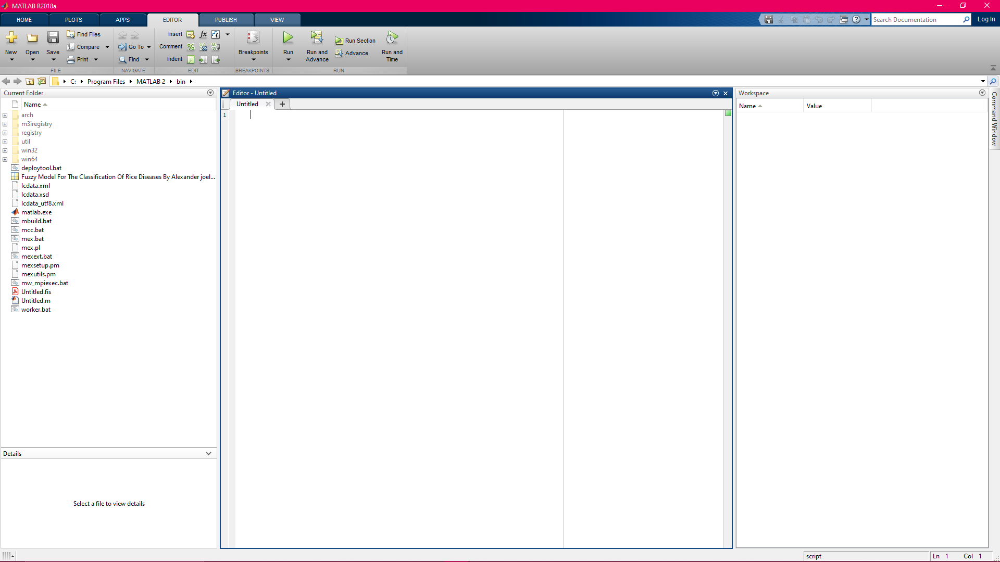 MATLAB R2018a
HOME PLOTS APPS EDITOR PUBLISH VIEW Search Documentation Log In
New Open Save Find Files Compare Print
Go To Find
Insert fx
Comment
Indent
Breakpoints Run Run and Advance Run Section Advance Run and Time
FILE NAVIGATE EDIT BREAKPOINTS RUN
C: Program Files MATLAB 2 bin
Current Folder
Name
arch
m3iregistry
registry
util
win32
win64
deploytool.bat
Fuzzy Model For The Classification Of Rice Diseases By Alexander joel...
lcdata.xml
lcdata.xsd
lcdata_utf8.xml
matlab.exe
mbuild.bat
mcc.bat
mex.bat
mex.pl
mexext.bat
mexsetup.pm
mexutils.pm
mw_mpiexec.bat
Untitled.fis
Untitled.m
worker.bat
Details
Select a file to view details
Editor - Untitled
Untitled
1
Workspace
Name Value
Command Window
script Ln 1 Col 1